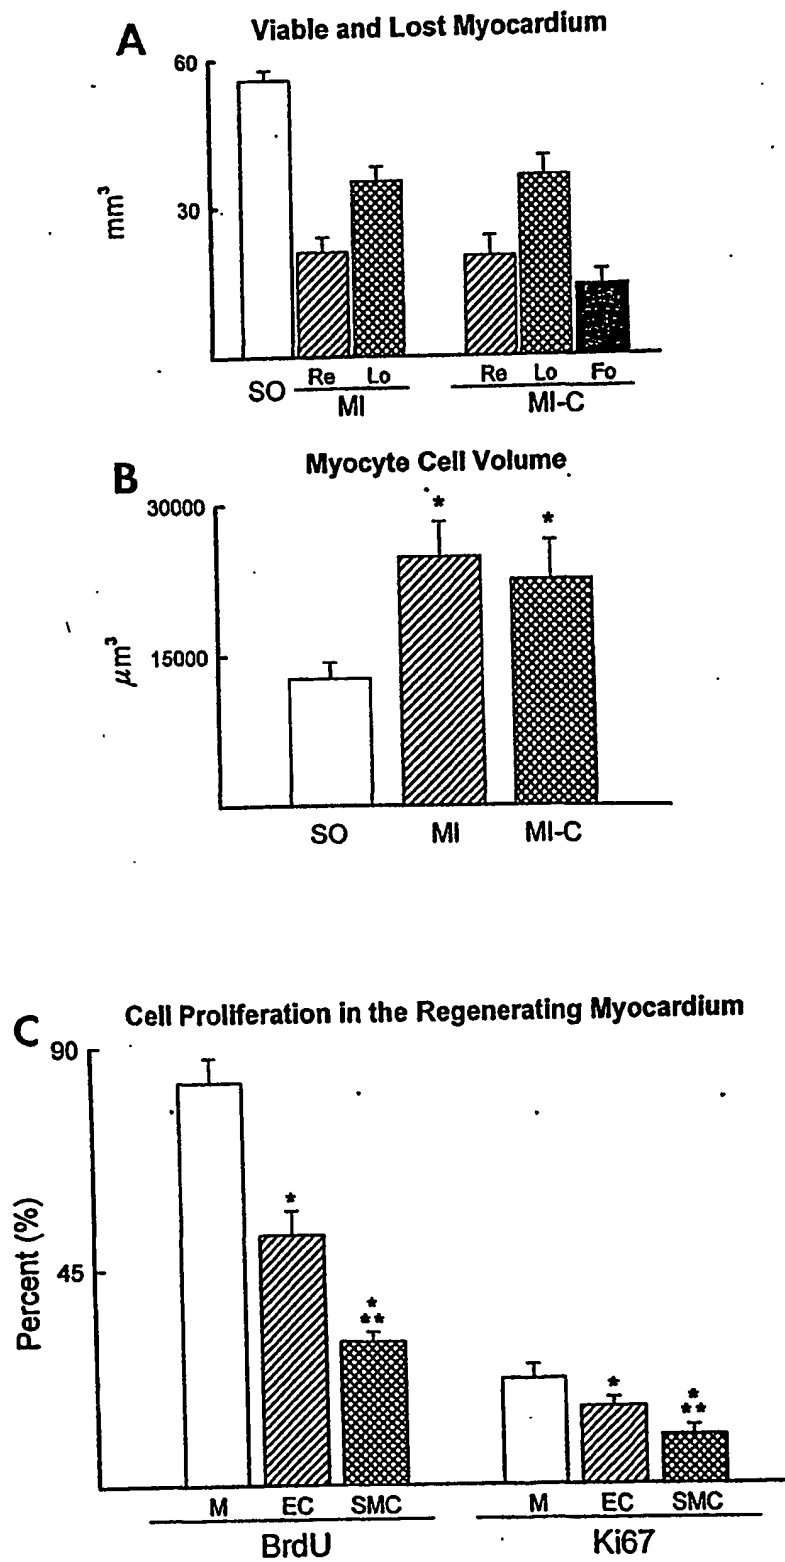 A
Viable and Lost Myocardium
60
30
mm³
SO
Re Lo
MI
Re Lo Fo
MI-C
B
Myocyte Cell Volume
30000
15000
μm³
*
*
SO MI MI-C
C
Cell Proliferation in the Regenerating Myocardium
90
45
Percent (%)
*
*
**
*
*
**
M EC SMC
BrdU
M EC SMC
Ki67